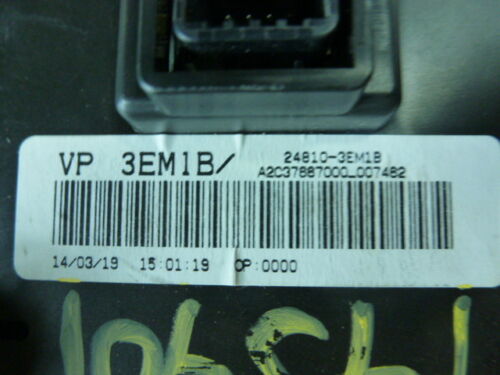 VP 3EM1B/
24810-3EM1B
A2C37887000_007482
14/03/19 15:01:19 OP:0000